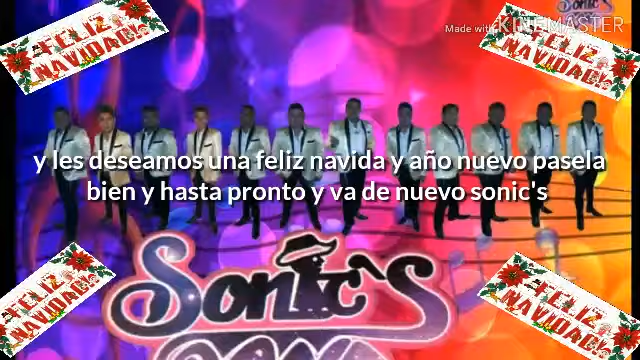 SONIC'S
Made with KINEMASTER
¡FELIZ
NAVIDAD!
¡FELIZ
NAVIDAD!
y les deseamos una feliz navida y año nuevo pasela
bien y hasta pronto y va de nuevo sonic's
Sonic's
¡FELIZ
NAVIDAD!
¡FELIZ
NAVIDAD!